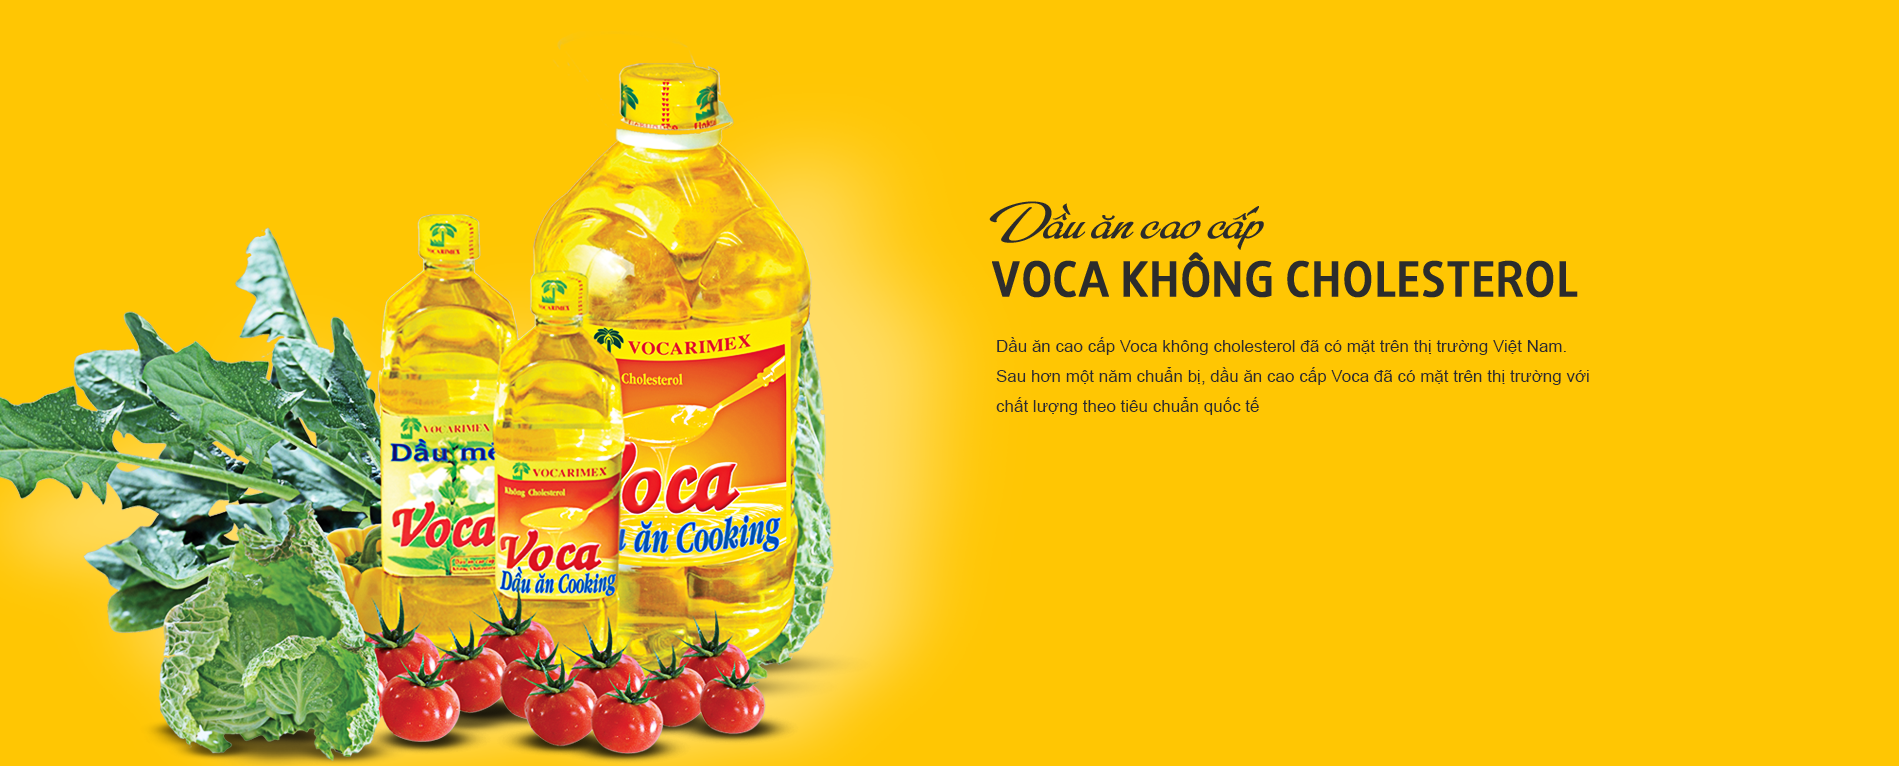 Dầu ăn cao cấp
VOCA KHÔNG CHOLESTEROL
Dầu ăn cao cấp Voca không cholesterol đã có mặt trên thị trường Việt Nam.
Sau hơn một năm chuẩn bị, dầu ăn cao cấp Voca đã có mặt trên thị trường với
chất lượng theo tiêu chuẩn quốc tế
VOCARIMEX
VOCARIMEX
VOCARIMEX
Cholesterol
Voca
ăn Cooking
VOCARIMEX
Dầu mè
Voca
VOCARIMEX
Không Cholesterol
Voca
Dầu ăn Cooking